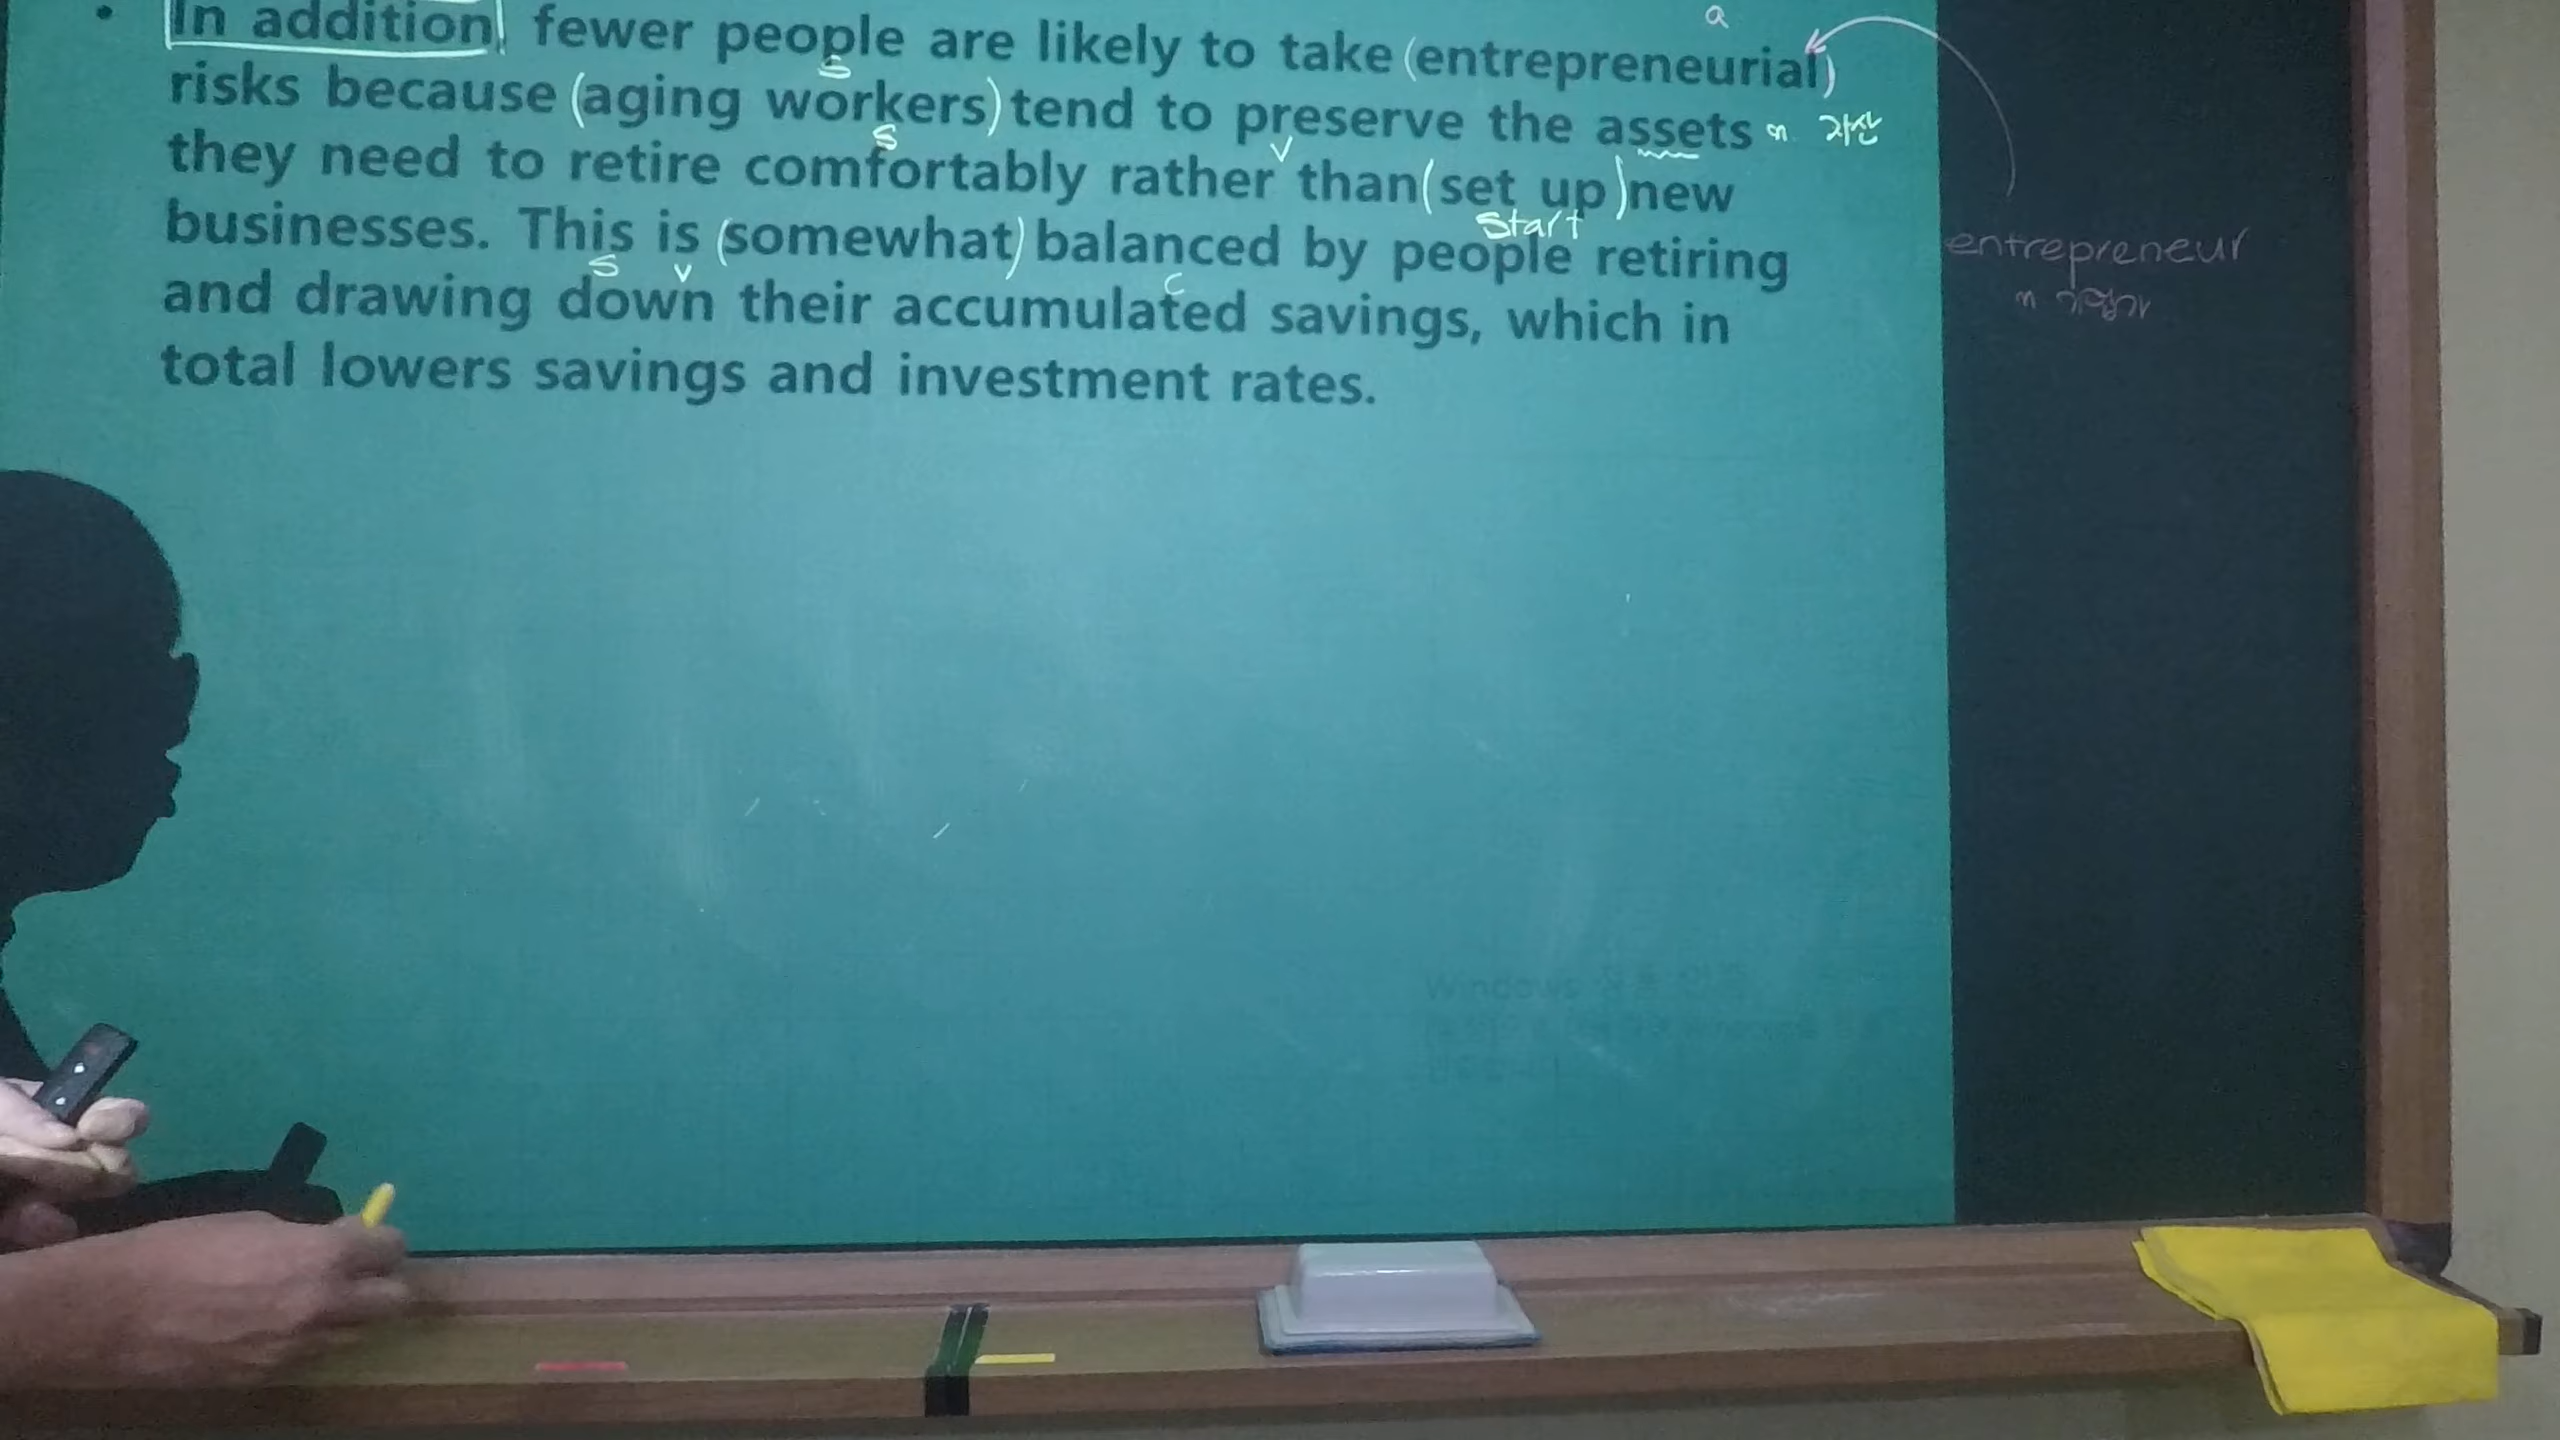 a
• In addition, fewer people are likely to take (entrepreneurial)
s
risks because (aging workers) tend to preserve the assets n. 자산
s v
they need to retire comfortably rather than (set up) new
start
businesses. This is (somewhat) balanced by people retiring
s v c
and drawing down their accumulated savings, which in
total lowers savings and investment rates.
entrepreneur
n
Windows